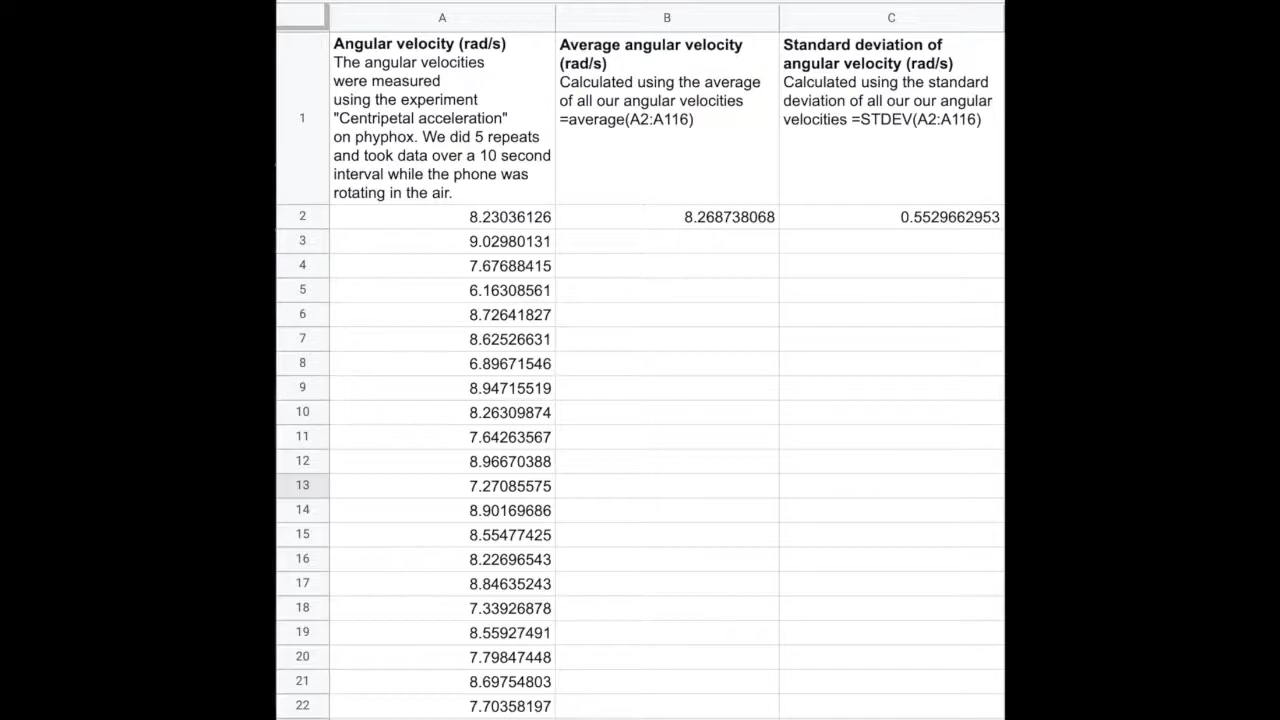 A B C
1
Angular velocity (rad/s)
The angular velocities
were measured
using the experiment
"Centripetal acceleration"
on phyphox. We did 5 repeats
and took data over a 10 second
interval while the phone was
rotating in the air.
Average angular velocity
(rad/s)
Calculated using the average
of all our angular velocities
=average(A2:A116)
Standard deviation of
angular velocity (rad/s)
Calculated using the standard
deviation of all our our angular
velocities =STDEV(A2:A116)
2 8.23036126 8.268738068 0.5529662953
3 9.02980131
4 7.67688415
5 6.16308561
6 8.72641827
7 8.62526631
8 6.89671546
9 8.94715519
10 8.26309874
11 7.64263567
12 8.96670388
13 7.27085575
14 8.90169686
15 8.55477425
16 8.22696543
17 8.84635243
18 7.33926878
19 8.55927491
20 7.79847448
21 8.69754803
22 7.70358197